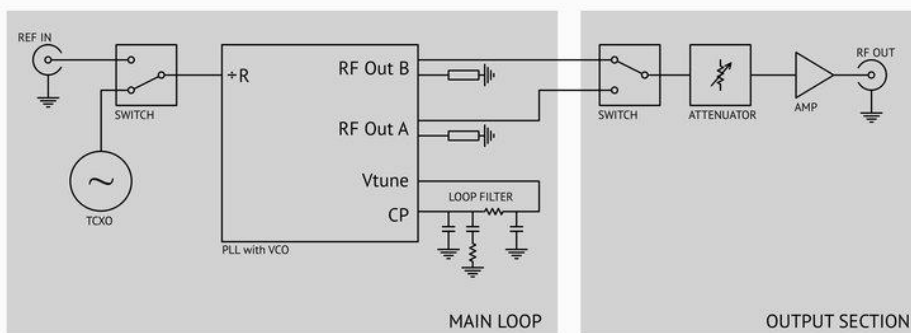 REF IN
SWITCH
TCXO
÷R
RF Out B
RF Out A
Vtune
CP
PLL with VCO
LOOP FILTER
MAIN LOOP
SWITCH
ATTENUATOR
AMP
RF OUT
OUTPUT SECTION